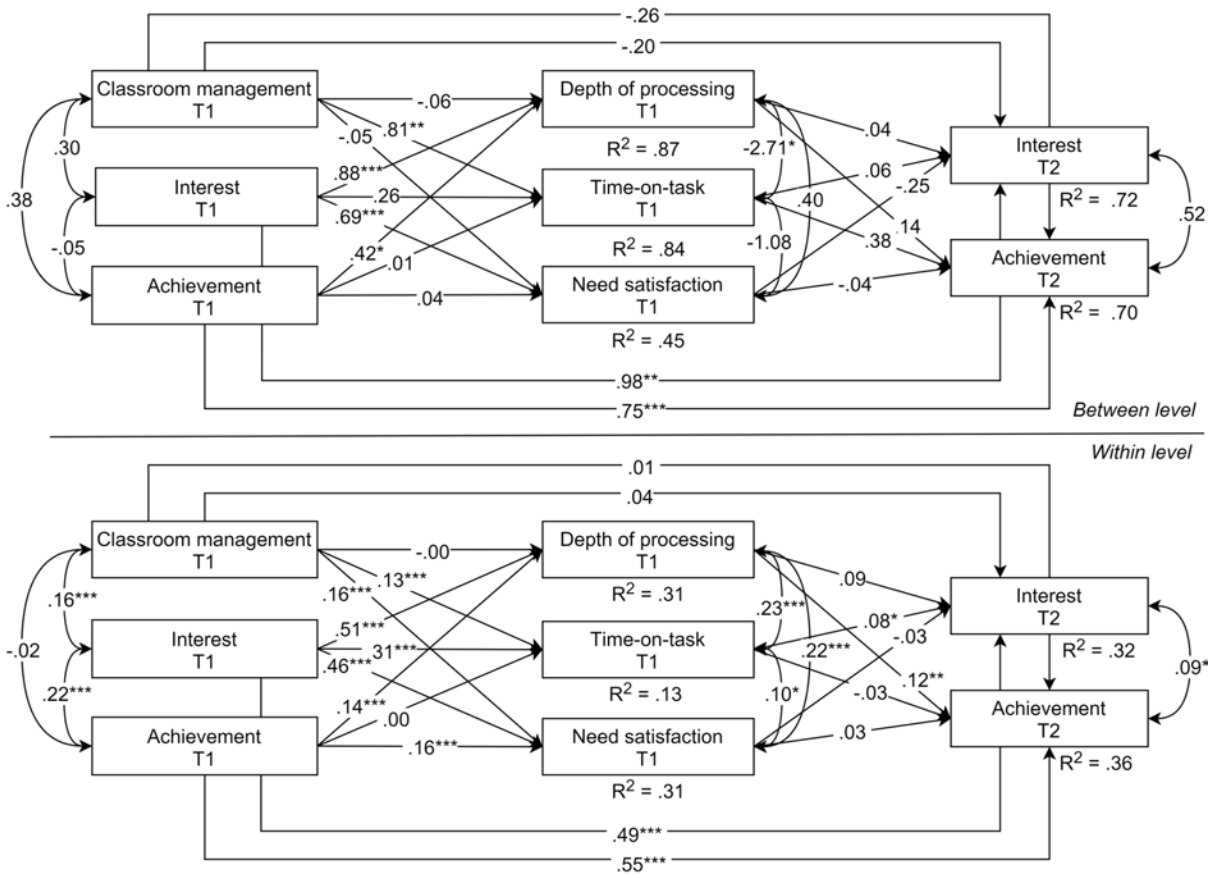 -.26
-.20
Classroom management
T1
Interest
T1
Achievement
T1
.38
.30
-.05
-.06
.81**
-.05
.88***
.26
.69***
.42*
.01
.04
Depth of processing
T1
R2 = .87
Time-on-task
T1
R2 = .84
Need satisfaction
T1
R2 = .45
-2.71*
.40
-1.08
.04
.06
-.25
.14
.38
-.04
Interest
T2
R2 = .72
Achievement
T2
R2 = .70
.52
.98**
.75***
Between level
Within level
.01
.04
Classroom management
T1
Interest
T1
Achievement
T1
-.02
.16***
.22***
-.00
.13***
.16***
.51***
.31***
.46***
.14***
.00
.16***
Depth of processing
T1
R2 = .31
Time-on-task
T1
R2 = .13
Need satisfaction
T1
R2 = .31
.23***
.22***
.10*
.09
.08*
-.03
.12**
-.03
.03
Interest
T2
R2 = .32
Achievement
T2
R2 = .36
.09*
.49***
.55***